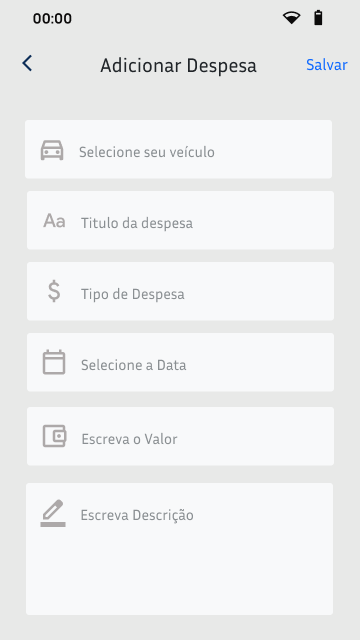 00:00
Adicionar Despesa
Salvar
Selecione seu veículo
Aa
Titulo da despesa
$
Tipo de Despesa
Selecione a Data
Escreva o Valor
Escreva Descrição